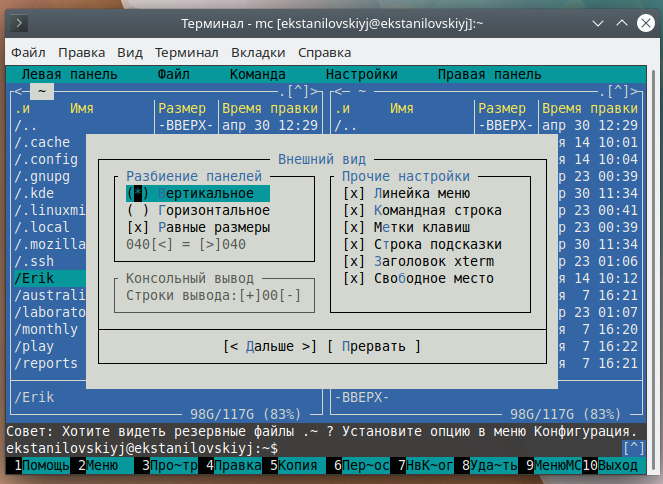 Терминал - mc [ekstanilovskiyj@ekstanilovskiyj]:~
Файл Правка Вид Терминал Вкладки Справка
Левая панель Файл Команда Настройки Правая панель
<─ ~ .[^]> <─ ~ .[^]>
.и Имя Размер Время правки .и Имя Размер Время правки
/.. -ВВЕРХ- апр 30 12:29 /.. -ВВЕРХ- апр 30 12:29
/.cache 14 10:01
/.config 14 10:04
/.gnupg 23 00:39
/.kde 30 11:34
/.linuxmi 23 00:41
/.local 23 00:39
/.mozilla 30 11:34
/.ssh 23 01:06
/Erik 14 10:12
/australi 7 16:21
/laborato 23 01:07
/monthly 7 16:20
/play 7 16:22
/reports 7 16:21
Внешний вид
Разбиение панелей
(*) Вертикальное
( ) Горизонтальное
[x] Равные размеры
040[<] = [>]040
Консольный вывод
Строки вывода:[+]00[-]
Прочие настройки
[x] Линейка меню
[x] Командная строка
[x] Метки клавиш
[x] Строка подсказки
[x] Заголовок xterm
[x] Свободное место
[< Дальше >] [ Прервать ]
/Erik -ВВЕРХ-
98G/117G (83%) 98G/117G (83%)
Совет: Хотите видеть резервные файлы .~ ? Установите опцию в меню Конфигурация.
ekstanilovskiyj@ekstanilovskiyj:~$ [^]
1Помощь 2Меню 3Про~тр 4Правка 5Копия 6Пер~ос 7НвК~ог 8Уда~ть 9МенюMC 10Выход